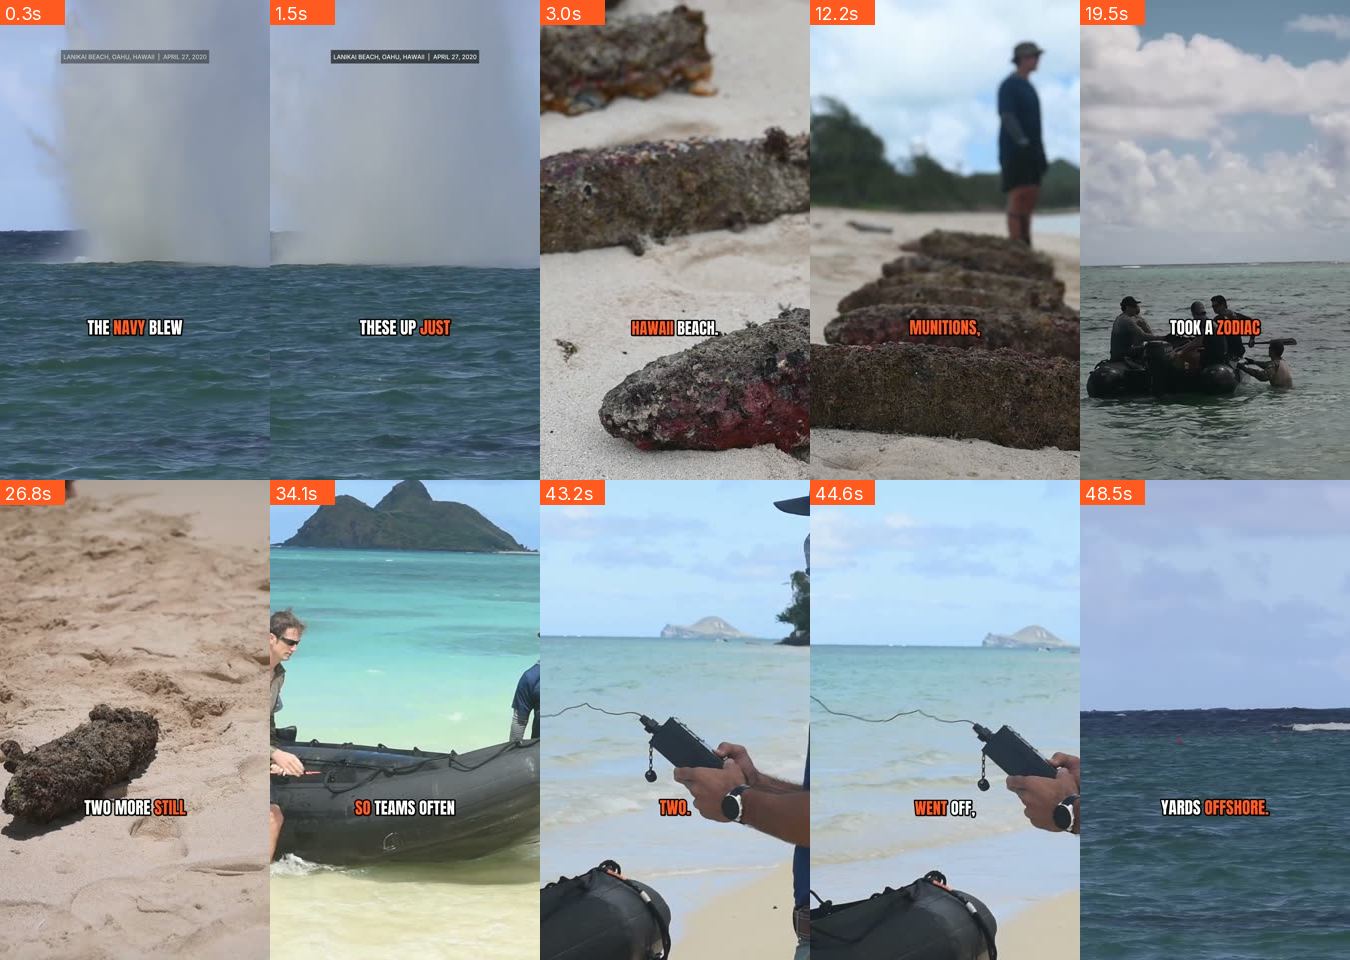 0.3s
LANIKAI BEACH, OAHU, HAWAII | APRIL 27, 2020
THE NAVY BLEW
1.5s
LANIKAI BEACH, OAHU, HAWAII | APRIL 27, 2020
THESE UP JUST
3.0s
HAWAII BEACH.
12.2s
MUNITIONS,
19.5s
TOOK A ZODIAC
26.8s
TWO MORE STILL
34.1s
SO TEAMS OFTEN
43.2s
TWO.
44.6s
WENT OFF,
48.5s
YARDS OFFSHORE.